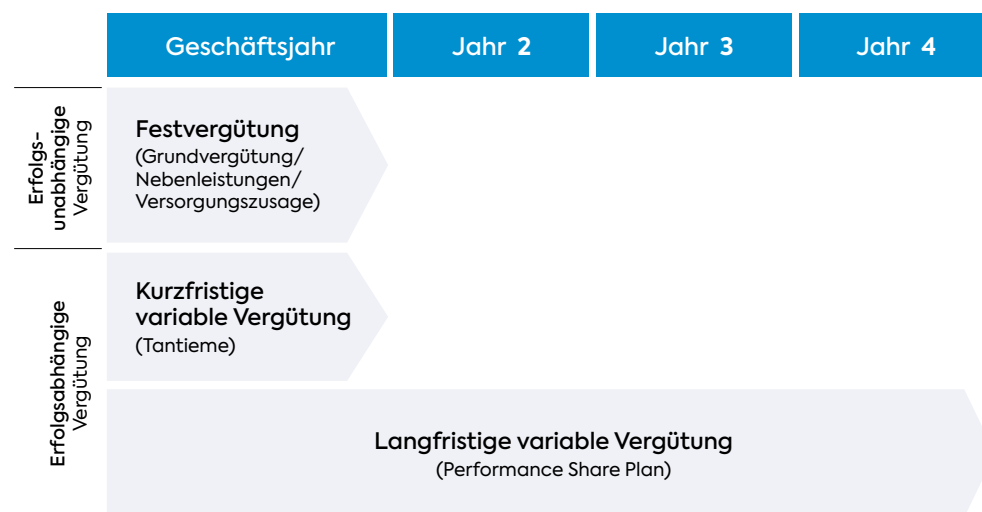 Geschäftsjahr
Jahr 2
Jahr 3
Jahr 4
Erfolgs-
unabhängige
Vergütung
Festvergütung
(Grundvergütung/
Nebenleistungen/
Versorgungszusage)
Erfolgsabhängige
Vergütung
Kurzfristige
variable Vergütung
(Tantieme)
Langfristige variable Vergütung
(Performance Share Plan)